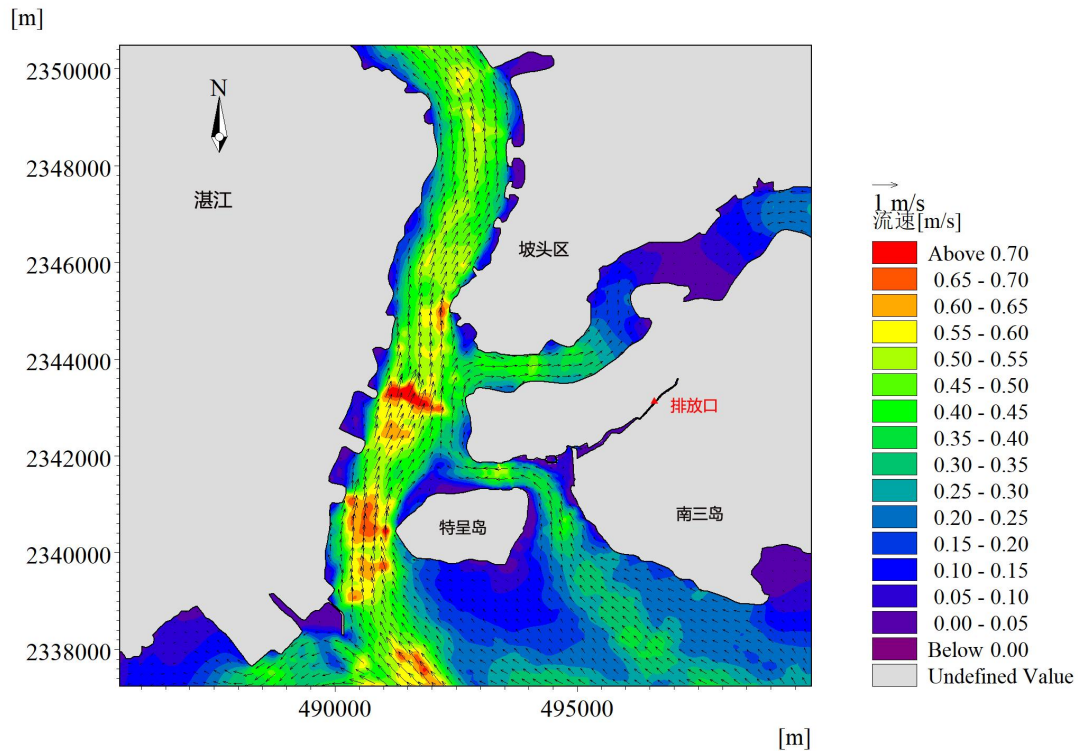 [m]
2350000
2348000
2346000
2344000
2342000
2340000
2338000
490000
495000
[m]
N
湛江
坡头区
排放口
特呈岛
南三岛
1 m/s
流速[m/s]
Above 0.70
0.65 - 0.70
0.60 - 0.65
0.55 - 0.60
0.50 - 0.55
0.45 - 0.50
0.40 - 0.45
0.35 - 0.40
0.30 - 0.35
0.25 - 0.30
0.20 - 0.25
0.15 - 0.20
0.10 - 0.15
0.05 - 0.10
0.00 - 0.05
Below 0.00
Undefined Value